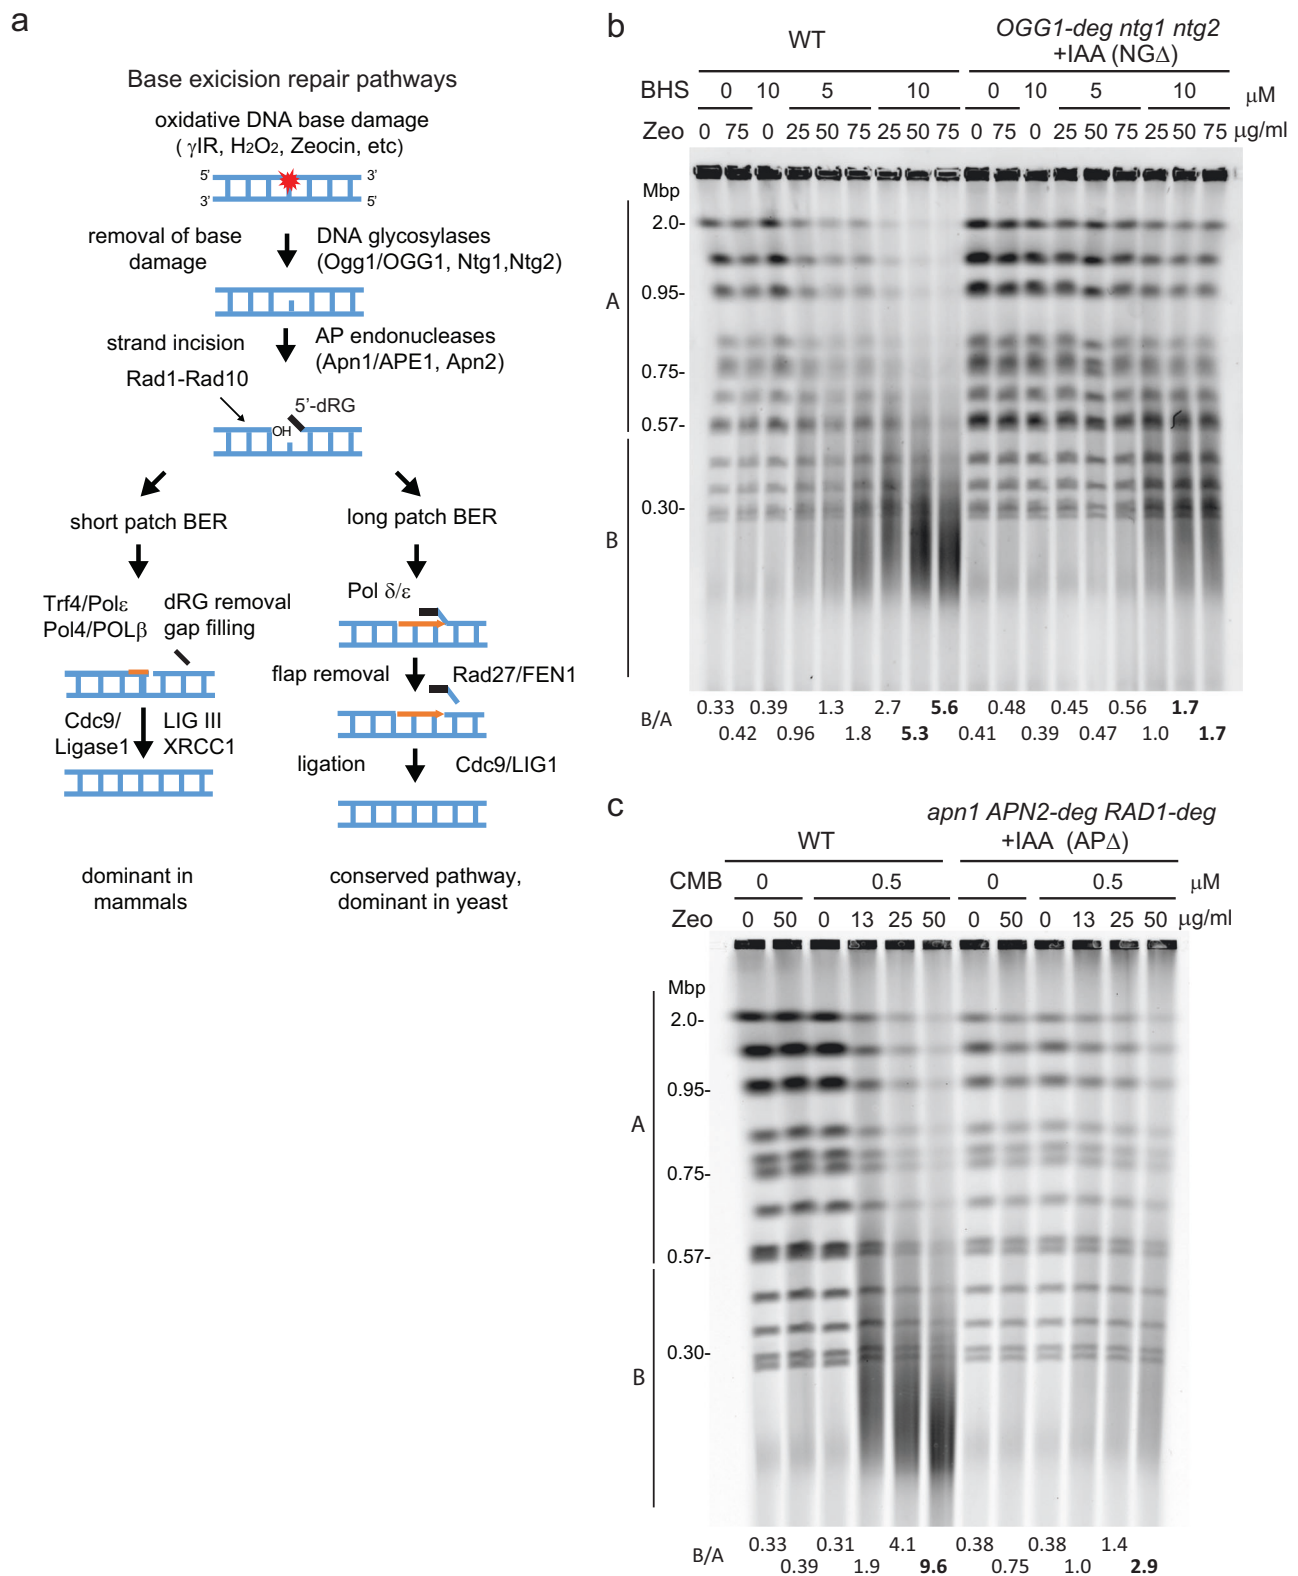 a
Base exicision repair pathways
oxidative DNA base damage
( γIR, H2O2, Zeocin, etc)
5' 3'
3' 5'
removal of base
damage
DNA glycosylases
(Ogg1/OGG1, Ntg1,Ntg2)
strand incision
AP endonucleases
(Apn1/APE1, Apn2)
Rad1-Rad10
5'-dRG
OH
short patch BER
long patch BER
Trf4/Polε
Pol4/POLβ
dRG removal
gap filling
Pol δ/ε
flap removal
Rad27/FEN1
Cdc9/
Ligase1
LIG III
XRCC1
ligation
Cdc9/LIG1
dominant in
mammals
conserved pathway,
dominant in yeast
b
WT
OGG1-deg ntg1 ntg2
+IAA (NGΔ)
BHS 0 10 5 10 0 10 5 10 μM
Zeo 0 75 0 25 50 75 25 50 75 0 75 0 25 50 75 25 50 75 μg/ml
Mbp
2.0-
0.95-
A
0.75-
0.57-
0.30-
B
B/A
0.33 0.39 1.3 2.7 5.6 0.48 0.45 0.56 1.7
0.42 0.96 1.8 5.3 0.41 0.39 0.47 1.0 1.7
c
WT
apn1 APN2-deg RAD1-deg
+IAA (APΔ)
CMB 0 0.5 0 0.5 μM
Zeo 0 50 0 13 25 50 0 50 0 13 25 50 μg/ml
Mbp
2.0-
0.95-
A
0.75-
0.57-
0.30-
B
B/A
0.33 0.31 4.1 0.38 0.38 1.4
0.39 1.9 9.6 0.75 1.0 2.9